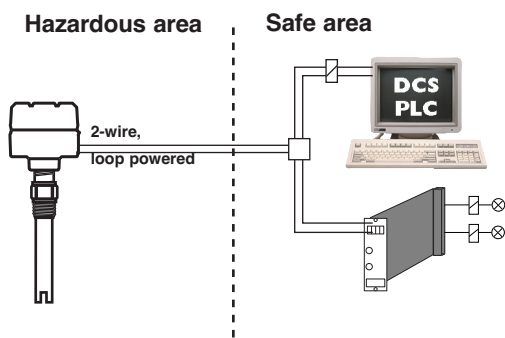 Hazardous area
Safe area
DCS
PLC
2-wire,
loop powered